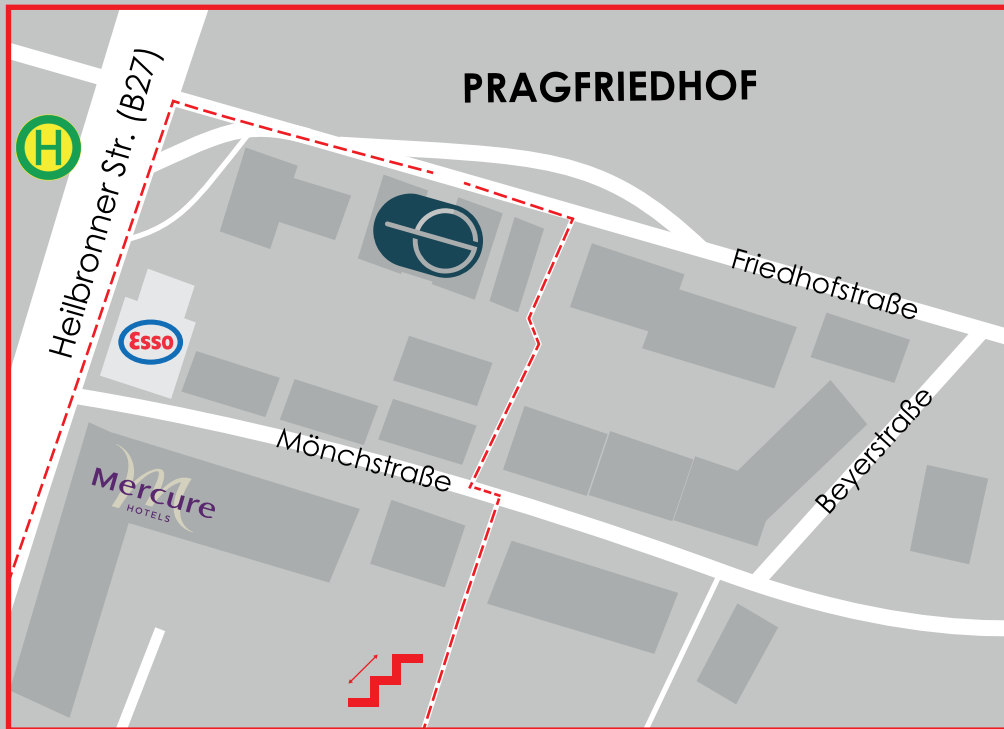 PRAGFRIEDHOF
H
Heilbronner Str. (B27)
Friedhofstraße
Esso
Beyerstraße
Mönchstraße
Mercure
HOTELS